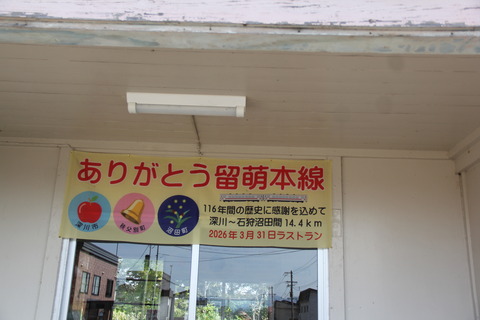 ありがとう留萌本線
116年間の歴史に感謝を込めて
深川〜石狩沼田間14.4km
2026年3月31日ラストラン
深川市
秩父別町
沼田町